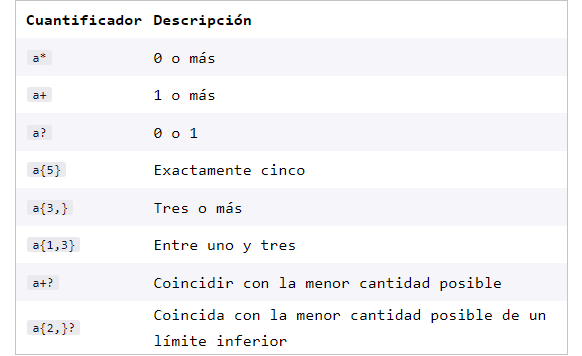 Cuantificador Descripción
a* 0 o más
a+ 1 o más
a? 0 o 1
a{5} Exactamente cinco
a{3,} Tres o más
a{1,3} Entre uno y tres
a+? Coincidir con la menor cantidad posible
a{2,}? Coincida con la menor cantidad posible de un
límite inferior